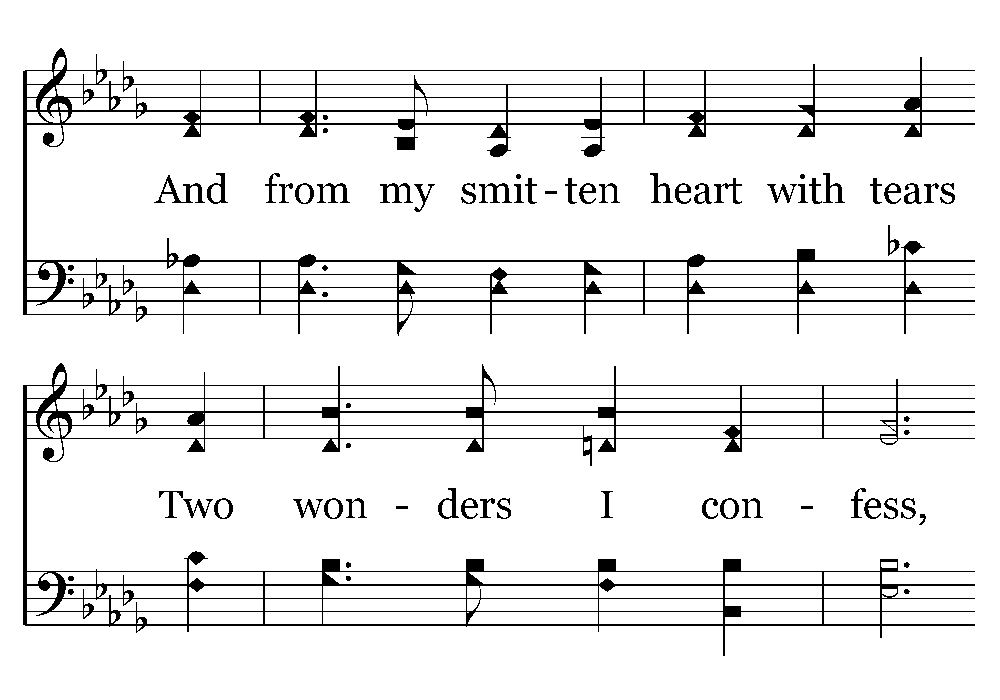 And from my smit-ten heart with tears
Two won - ders I con - fess,